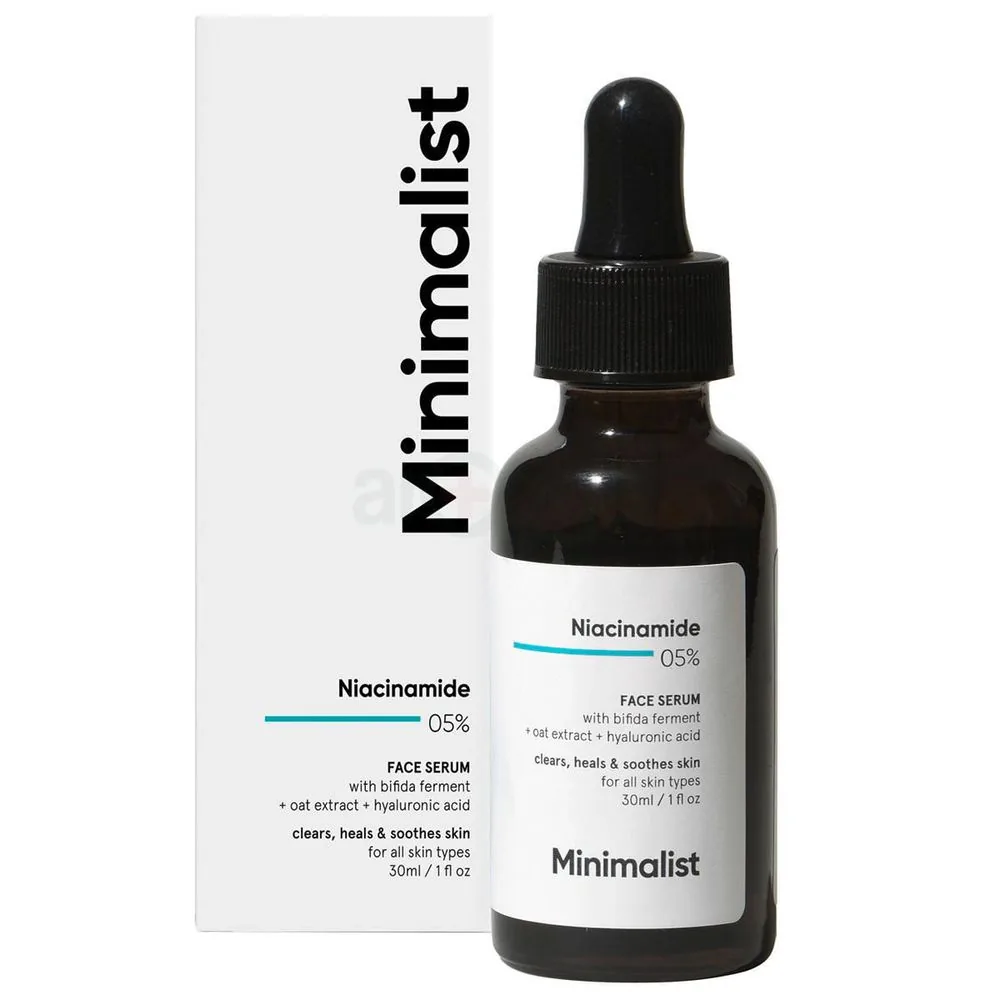 Minimalist
Niacinamide
05%
FACE SERUM
with bifida ferment
+ oat extract + hyaluronic acid
clears, heals & soothes skin
for all skin types
30ml / 1 fl oz
Niacinamide
05%
FACE SERUM
with bifida ferment
+ oat extract + hyaluronic acid
clears, heals & soothes skin
for all skin types
30ml / 1 fl oz
Minimalist